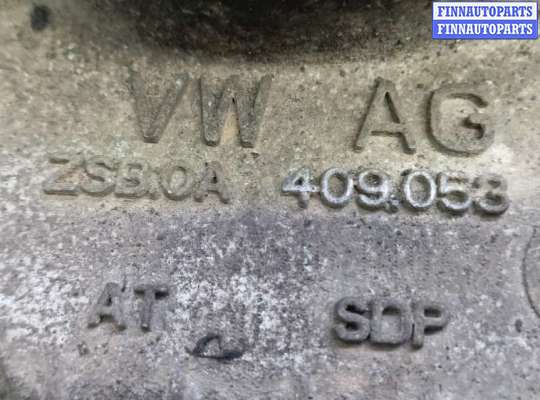 FINNAUTOPARTS
FINNAUTOPARTS
VW AG
ZSB.0A 409.053
AT SDP